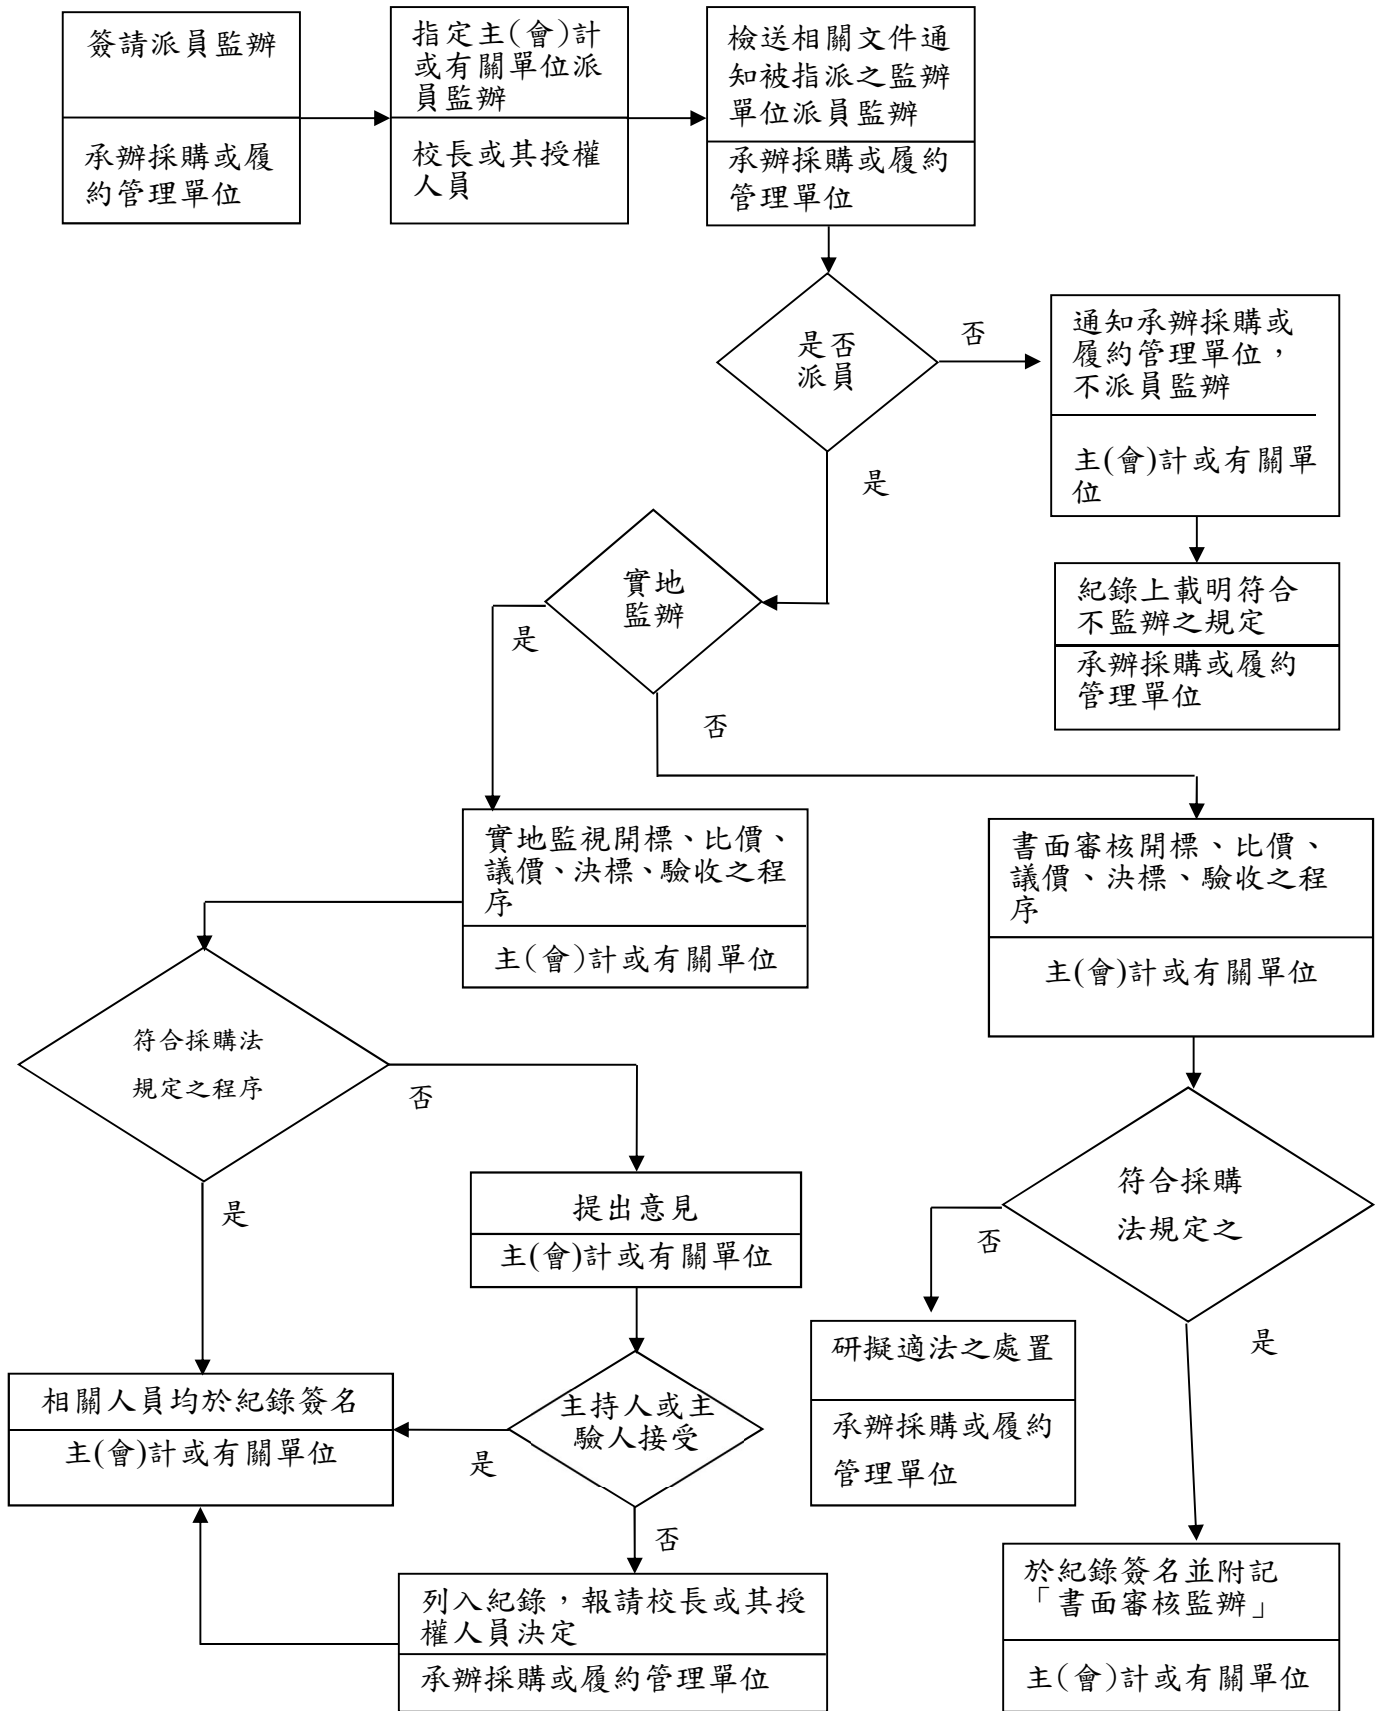 簽請派員監辦
承辦採購或履
約管理單位
指定主(會)計
或有關單位派
員監辦
校長或其授權
人員
檢送相關文件通
知被指派之監辦
單位派員監辦
承辦採購或履約
管理單位
是否
派員
否
通知承辦採購或
履約管理單位，
不派員監辦
主(會)計或有關單
位
是
紀錄上載明符合
不監辦之規定
承辦採購或履約
管理單位
實地
監辦
是
否
實地監視開標、比價、
議價、決標、驗收之程
序
主(會)計或有關單位
書面審核開標、比價、
議價、決標、驗收之程
序
主(會)計或有關單位
符合採購法
規定之程序
否
是
提出意見
主(會)計或有關單位
符合採購
法規定之
否
是
研擬適法之處置
承辦採購或履約
管理單位
相關人員均於紀錄簽名
主(會)計或有關單位
主持人或主
驗人接受
是
否
列入紀錄，報請校長或其授
權人員決定
承辦採購或履約管理單位
於紀錄簽名並附記
「書面審核監辦」
主(會)計或有關單位